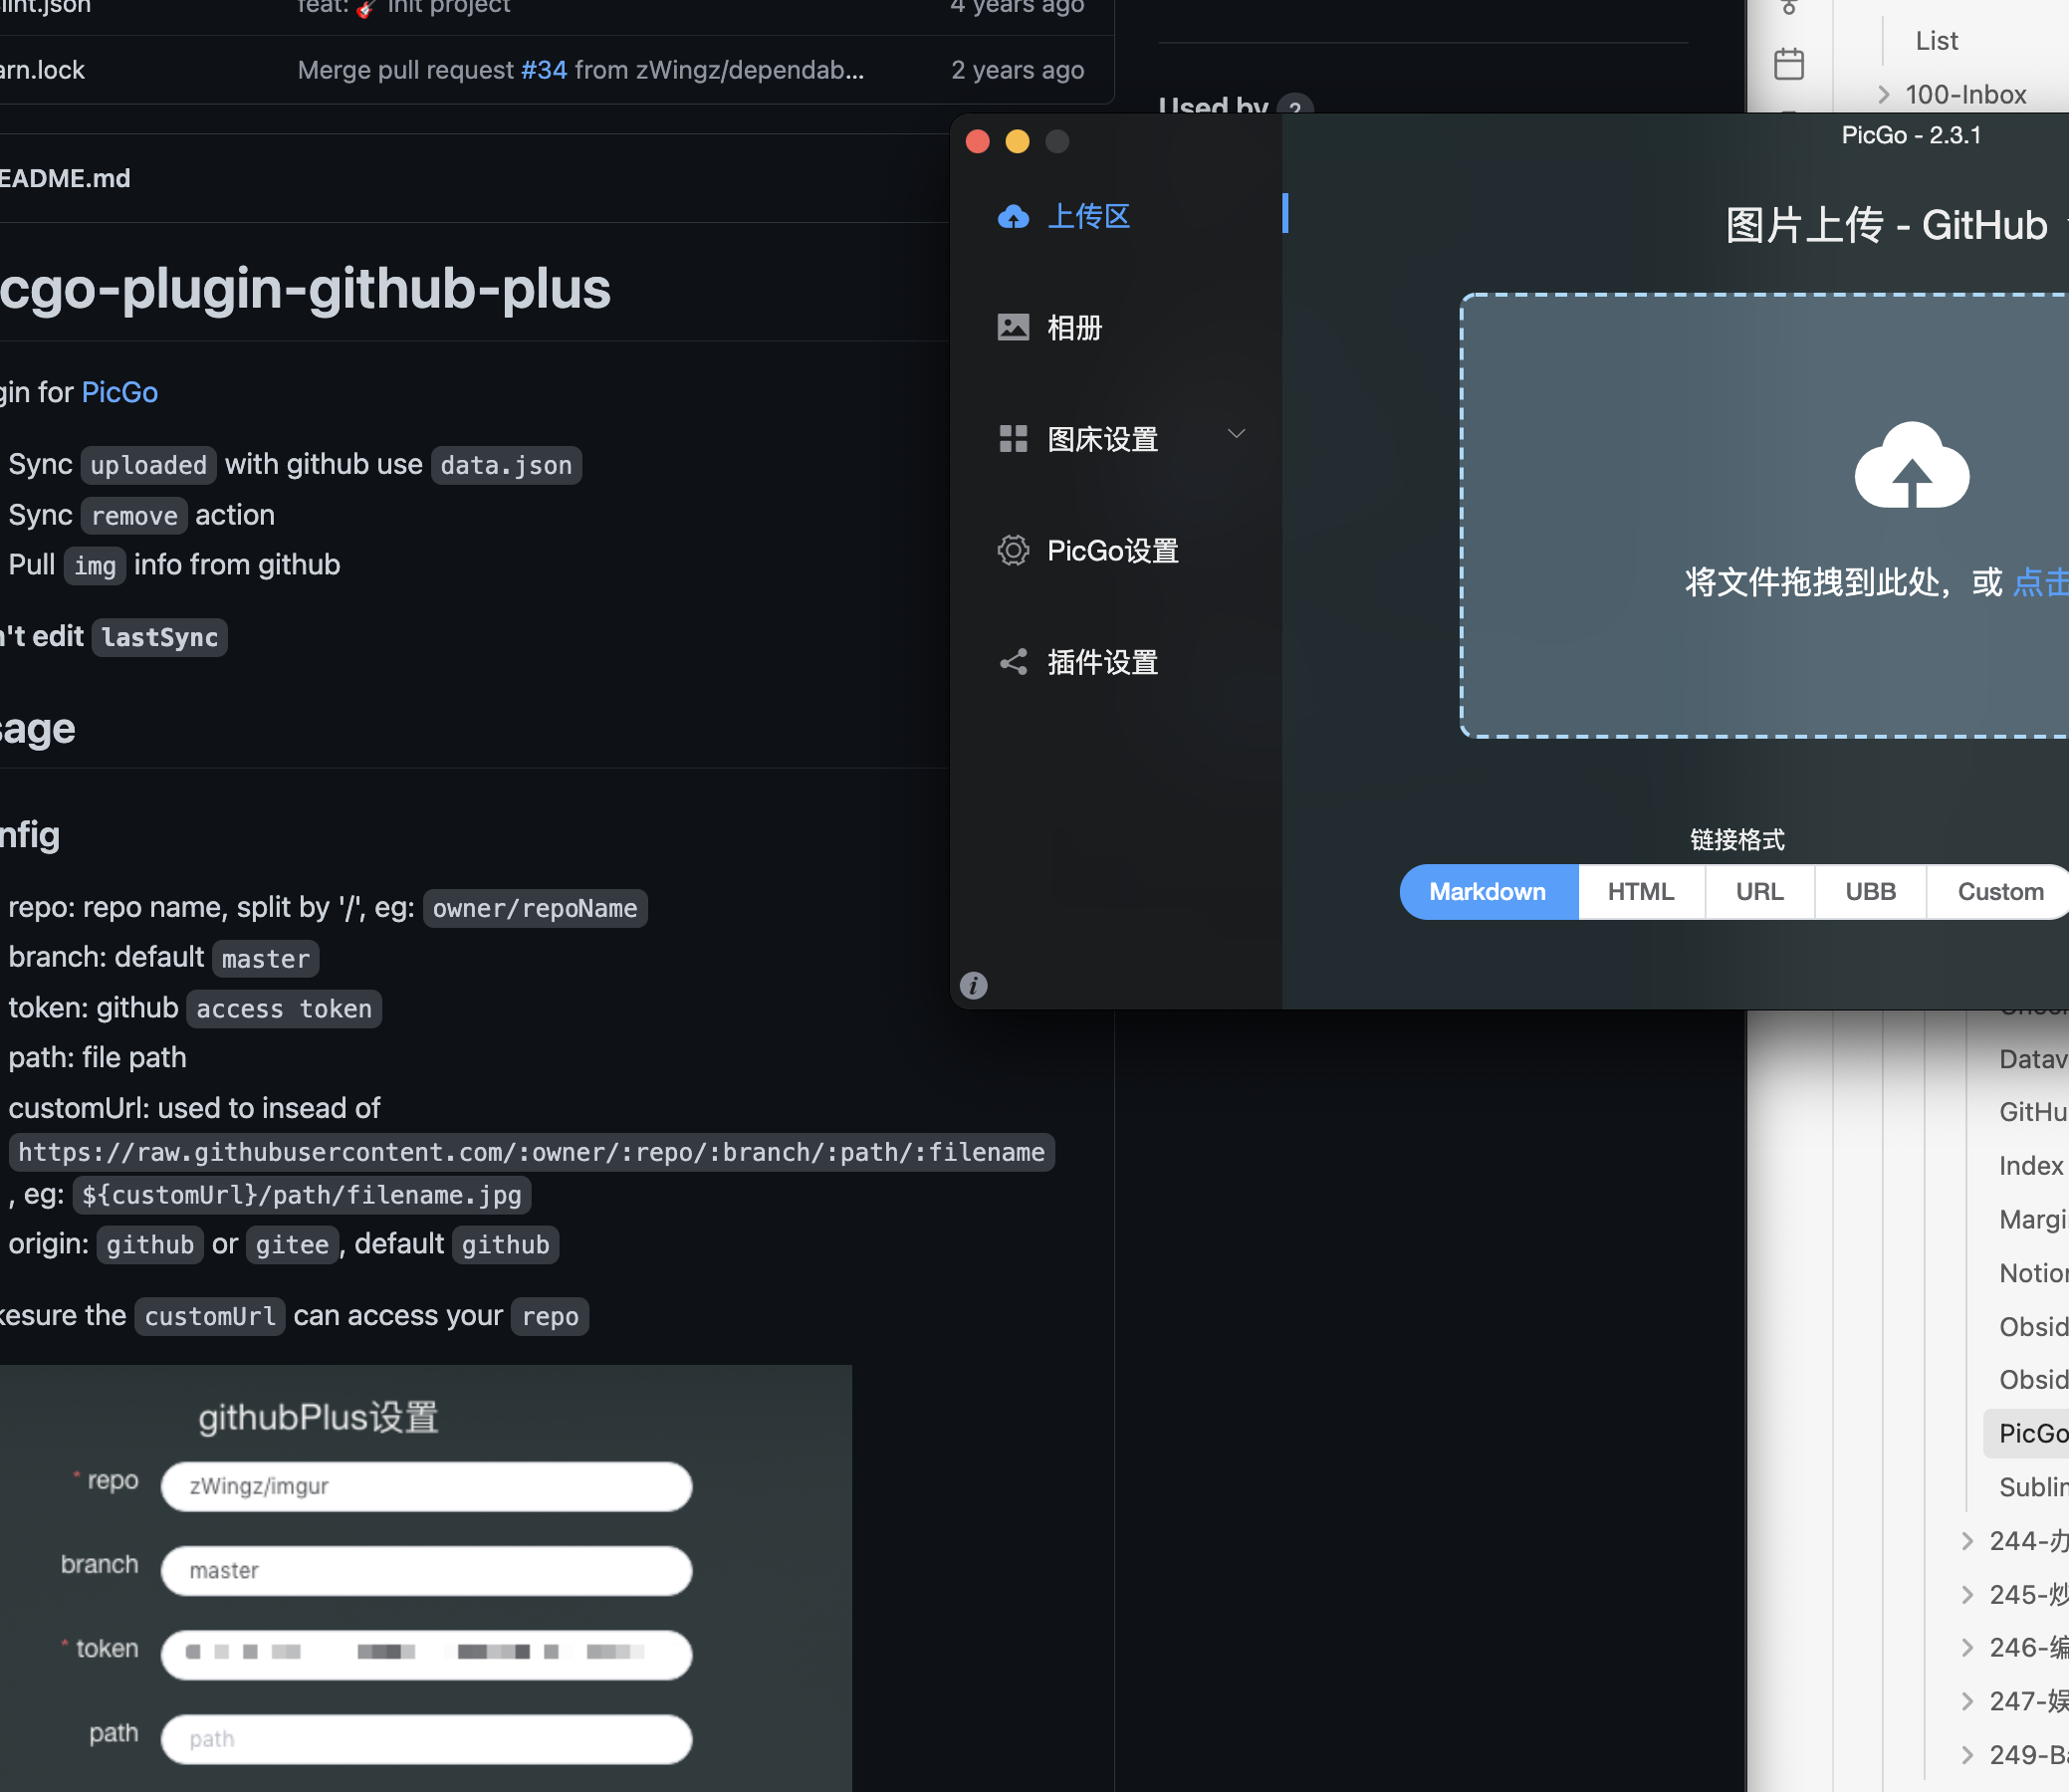 lint.json feat: 🎸 init project 4 years ago
arn.lock Merge pull request #34 from zWingz/dependab... 2 years ago
EADME.md
cgo-plugin-github-plus
gin for PicGo
Sync uploaded with github use data.json
Sync remove action
Pull img info from github
n't edit lastSync
sage
nfig
repo: repo name, split by '/', eg: owner/repoName
branch: default master
token: github access token
path: file path
customUrl: used to insead of
https://raw.githubusercontent.com/:owner/:repo/:branch/:path/:filename
, eg: ${customUrl}/path/filename.jpg
origin: github or gitee, default github
kesure the customUrl can access your repo
githubPlus设置
* repo zWingz/imgur
branch master
* token
path path
Used by 2
PicGo - 2.3.1
上传区
相册
图床设置
PicGo设置
插件设置
图片上传 - GitHub
将文件拖拽到此处，或 点击
链接格式
Markdown HTML URL UBB Custom
List
100-Inbox
Datav
GitHu
Index
Margi
Notion
Obsid
Obsid
PicGo
Sublim
244-办
245-炒
246-编
247-娱
249-Ba